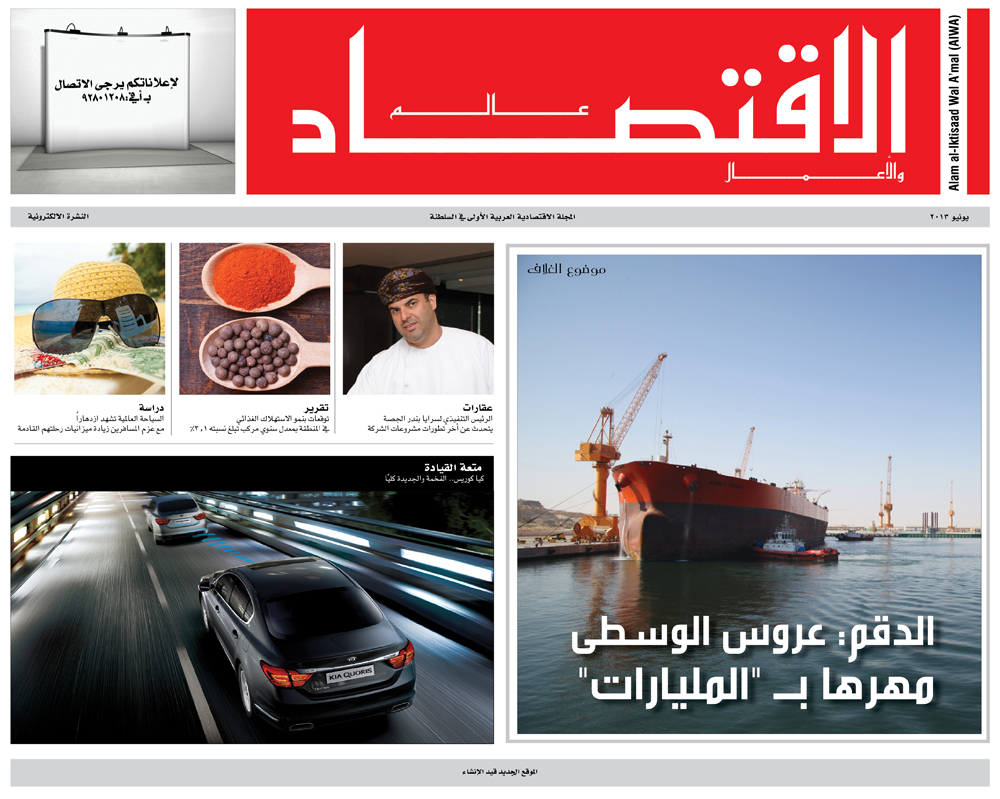 عالم
الاقتصاد
والأعمال
Alam al-Iktisaad Wal A'mal (AIWA)
لإعلاناتكم يرجى الاتصال
بـ أ في: ٩٢٨٠١٢٠٨
يونيو ٢٠١٣
المجلة الاقتصادية العربية الأولى في السلطنة
النشرة الالكترونية
موضوع الغلاف
الدقم: عروس الوسطى
مهرها بـ "المليارات"
عقارات
الرئيس التنفيذي لسرايا بندر الجصة
يتحدث عن آخر تطورات مشروعات الشركة
تقرير
توقعات بنمو الاستهلاك الغذائي
في المنطقة بمعدل سنوي مركب تبلغ نسبته ٣،١٪
دراسة
السياحة العالمية تشهد ازدهاراً
مع عزم المسافرين زيادة ميزانيات رحلتهم القادمة
متعة القيادة
كيا كوريس.. الفخمة والجديدة كليًا
KIA QUORIS
الموقع الجديد قيد الإنشاء